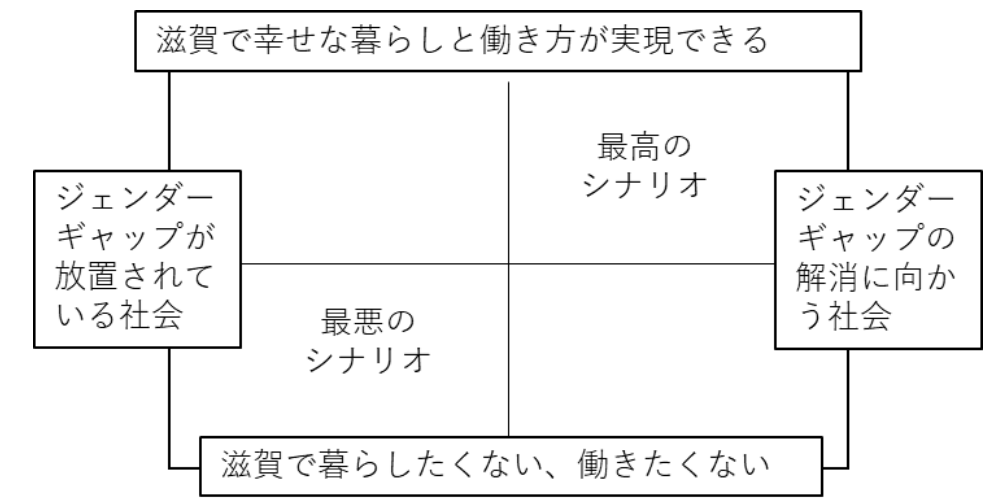 滋賀で幸せな暮らしと働き方が実現できる
最高の
シナリオ
ジェンダー
ギャップが
放置されて
いる社会
ジェンダー
ギャップの
解消に向か
う社会
最悪の
シナリオ
滋賀で暮らしたくない、働きたくない